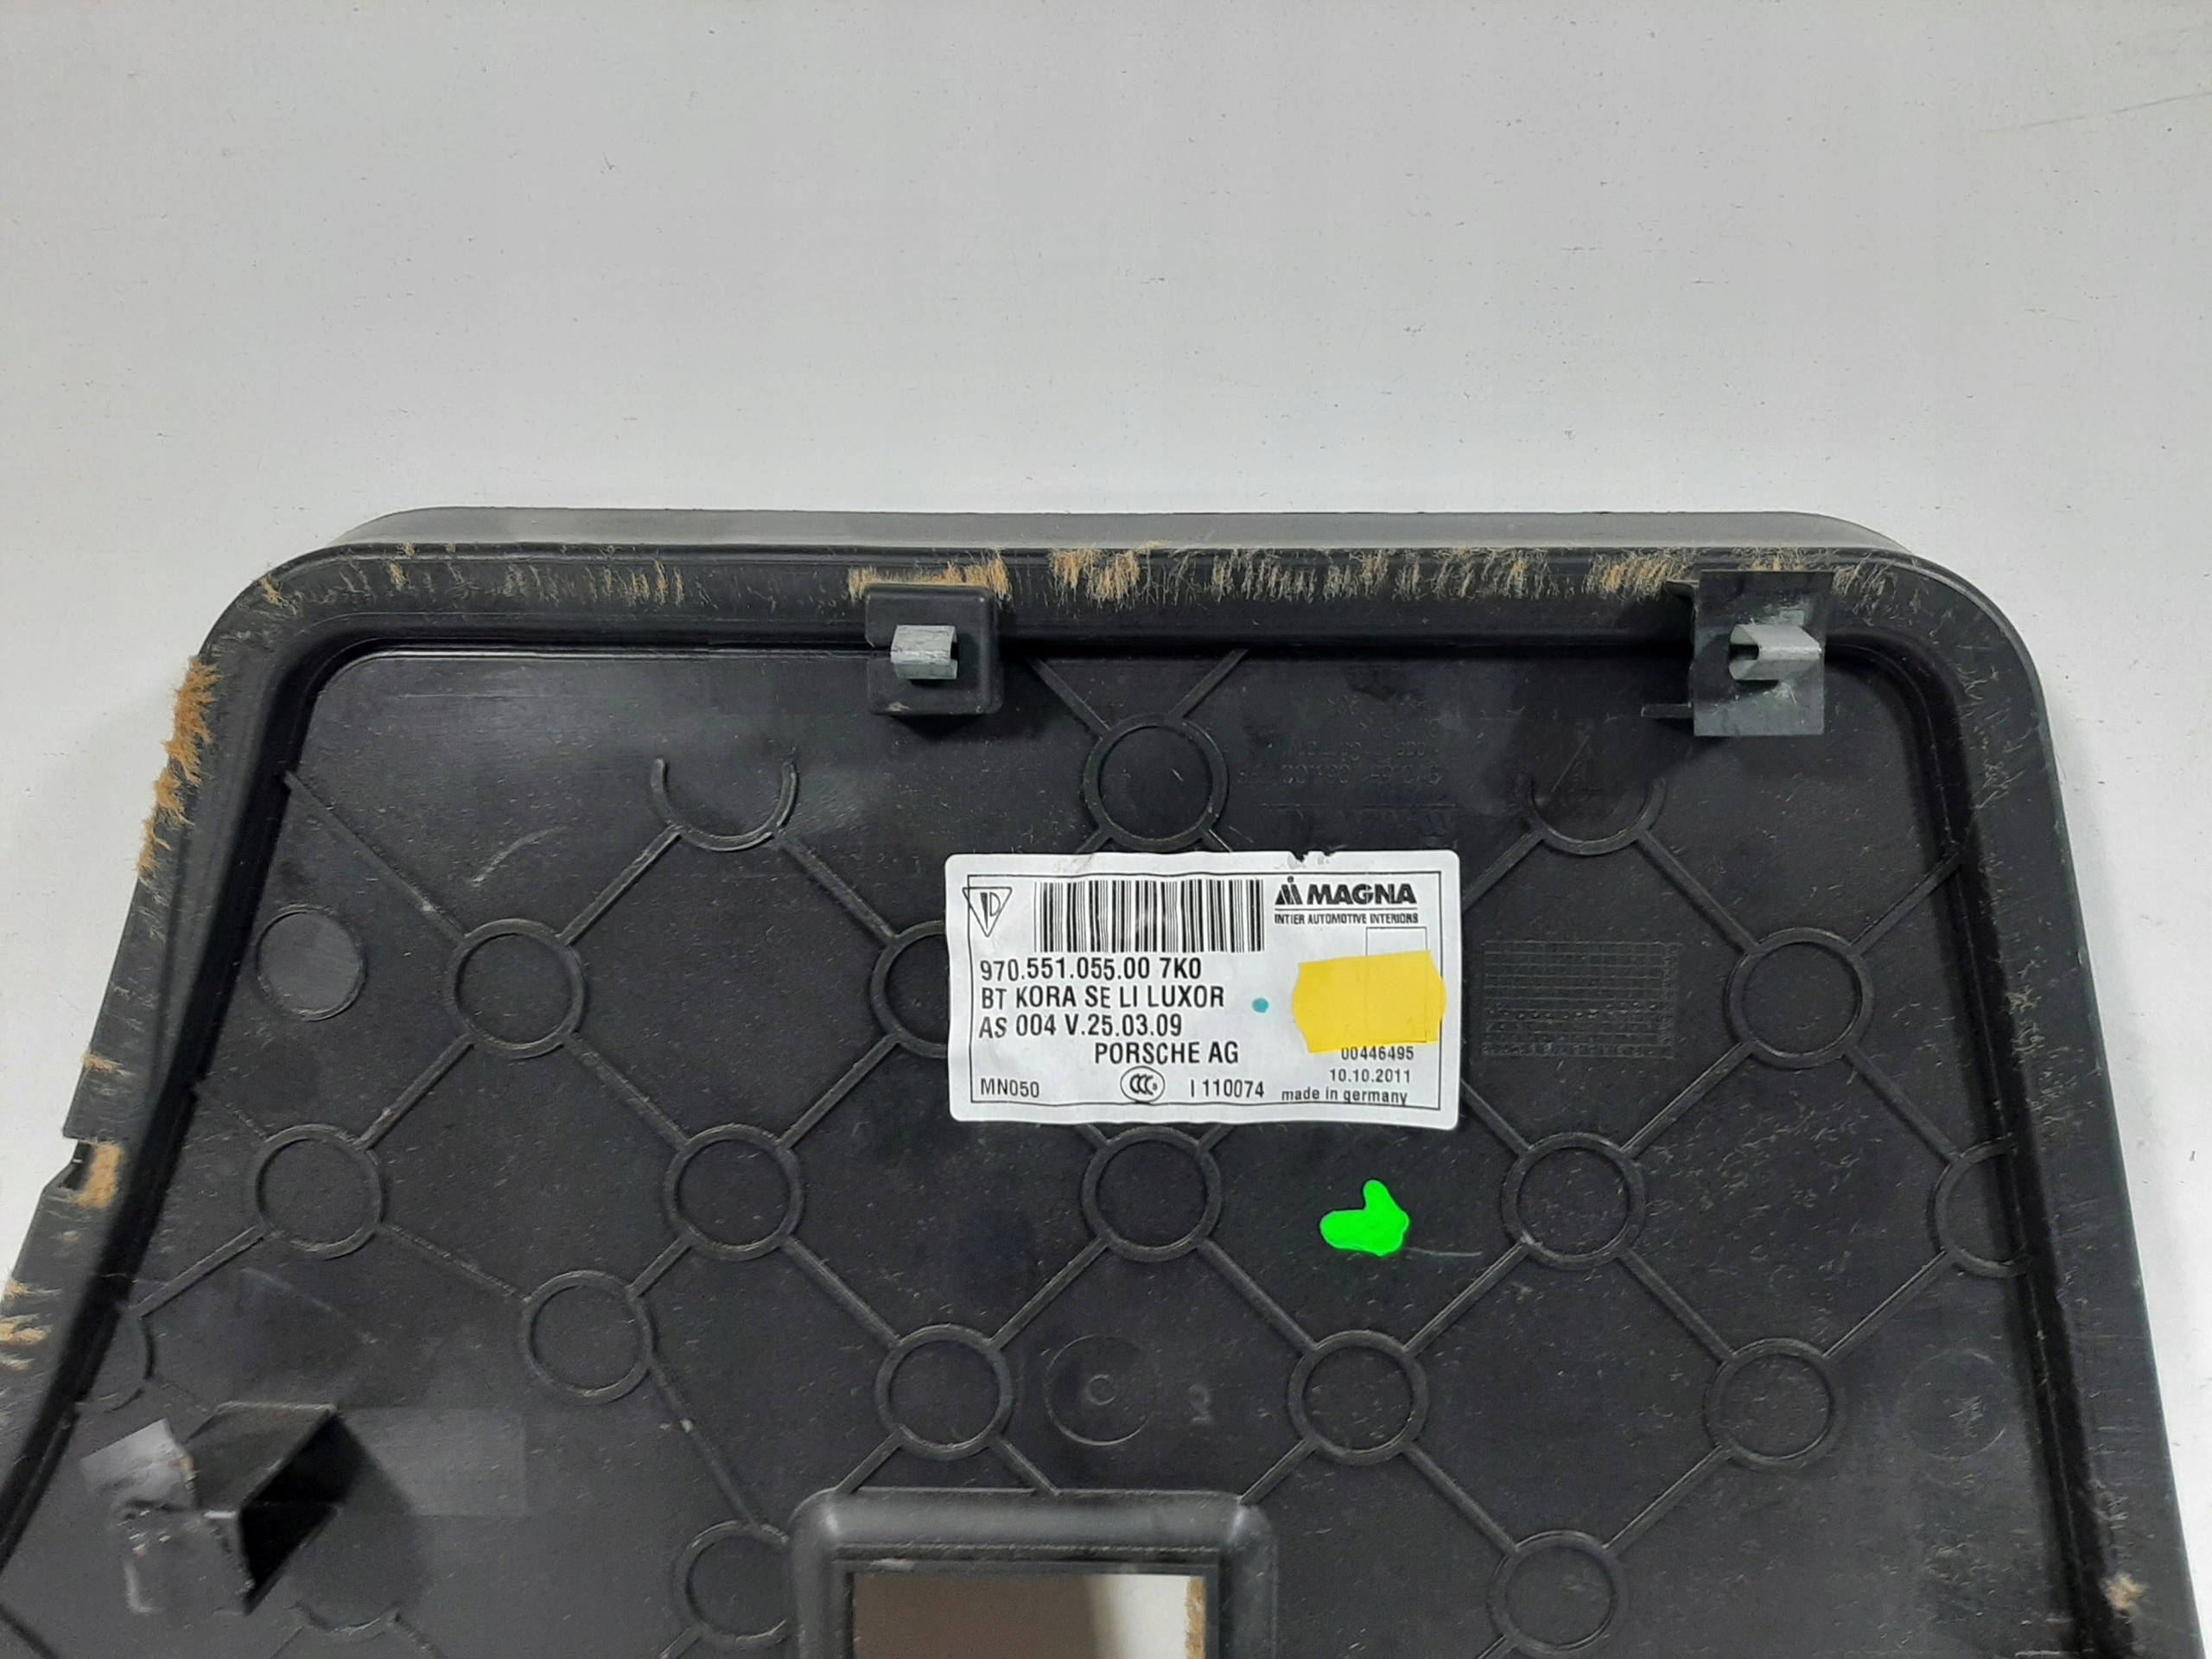 MAGNA
INTIER AUTOMOTIVE INTERIORS
970.551.055.00 7K0
BT KORA SE LI LUXOR
AS 004 V.25.03.09
PORSCHE AG
00446495
10.10.2011
MN050 CCC I 110074 made in germany